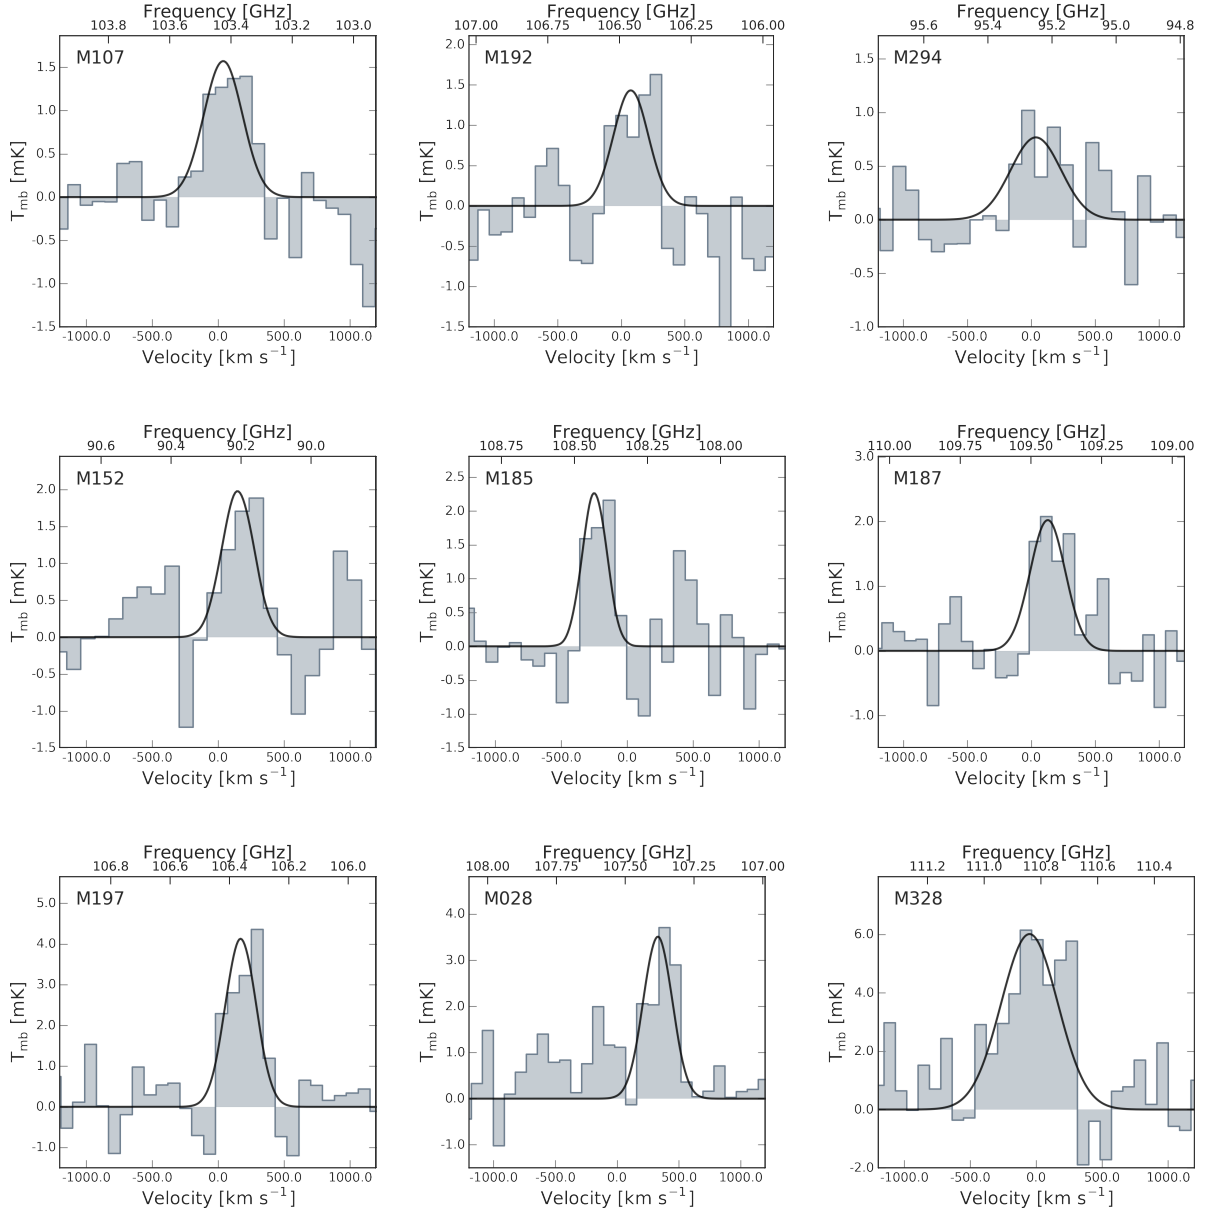 Frequency [GHz] Frequency [GHz] Frequency [GHz]
103.8 103.6 103.4 103.2 103.0 107.00 106.75 106.50 106.25 106.00 95.6 95.4 95.2 95.0 94.8
M107 M192 M294
T_mb [mK] T_mb [mK] T_mb [mK]
1.5 1.0 0.5 0.0 -0.5 -1.0 -1.5
2.0 1.5 1.0 0.5 0.0 -0.5 -1.0 -1.5
1.5 1.0 0.5 0.0 -0.5 -1.0
-1000.0 -500.0 0.0 500.0 1000.0 -1000.0 -500.0 0.0 500.0 1000.0 -1000.0 -500.0 0.0 500.0 1000.0
Velocity [km s⁻¹] Velocity [km s⁻¹] Velocity [km s⁻¹]
Frequency [GHz] Frequency [GHz] Frequency [GHz]
90.6 90.4 90.2 90.0 108.75 108.50 108.25 108.00 110.00 109.75 109.50 109.25 109.00
M152 M185 M187
T_mb [mK] T_mb [mK] T_mb [mK]
2.0 1.5 1.0 0.5 0.0 -0.5 -1.0 -1.5
2.5 2.0 1.5 1.0 0.5 0.0 -0.5 -1.0 -1.5
3.0 2.0 1.0 0.0 -1.0
-1000.0 -500.0 0.0 500.0 1000.0 -1000.0 -500.0 0.0 500.0 1000.0 -1000.0 -500.0 0.0 500.0 1000.0
Velocity [km s⁻¹] Velocity [km s⁻¹] Velocity [km s⁻¹]
Frequency [GHz] Frequency [GHz] Frequency [GHz]
106.8 106.6 106.4 106.2 106.0 108.00 107.75 107.50 107.25 107.00 111.2 111.0 110.8 110.6 110.4
M197 M028 M328
T_mb [mK] T_mb [mK] T_mb [mK]
5.0 4.0 3.0 2.0 1.0 0.0 -1.0
4.0 3.0 2.0 1.0 0.0 -1.0
6.0 4.0 2.0 0.0 -2.0
-1000.0 -500.0 0.0 500.0 1000.0 -1000.0 -500.0 0.0 500.0 1000.0 -1000.0 -500.0 0.0 500.0 1000.0
Velocity [km s⁻¹] Velocity [km s⁻¹] Velocity [km s⁻¹]